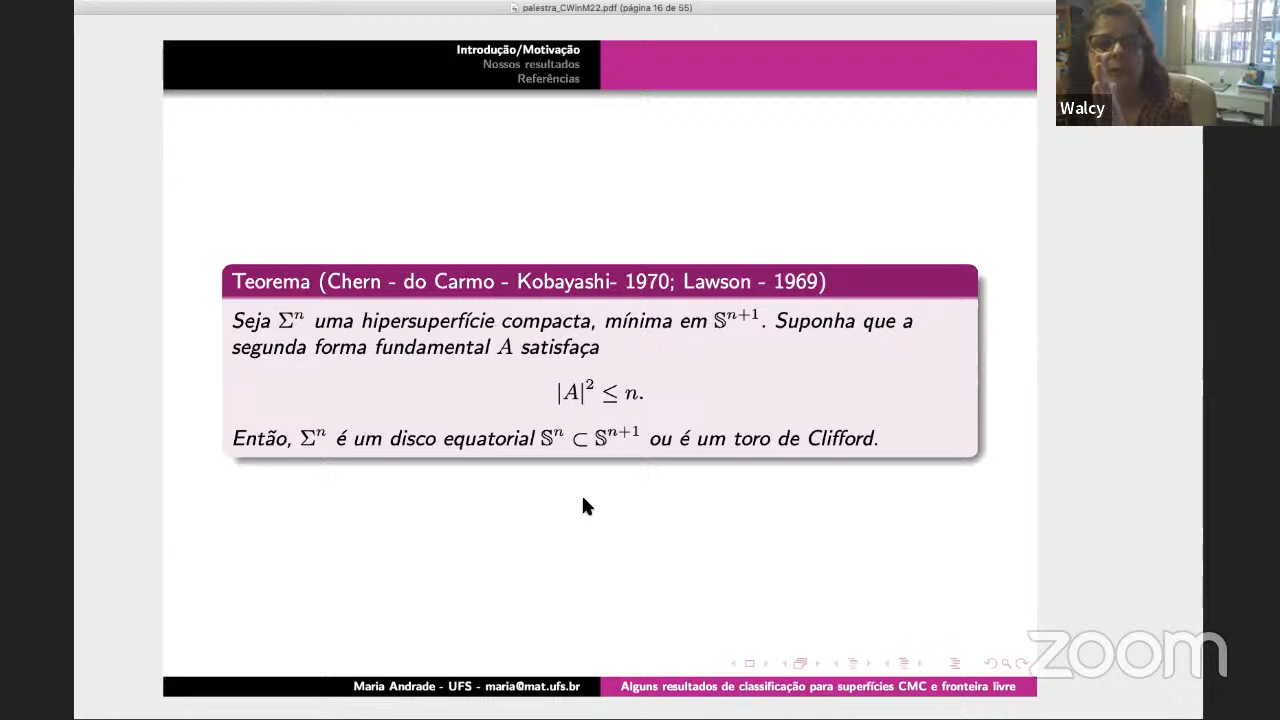 palestra_CWinM22.pdf (página 16 de 55)
Introdução/Motivação
Nossos resultados
Referências
Walcy
Teorema (Chern - do Carmo - Kobayashi- 1970; Lawson - 1969)
Seja Σⁿ uma hipersuperfície compacta, mínima em 𝕊ⁿ⁺¹. Suponha que a
segunda forma fundamental A satisfaça
|A|² ≤ n.
Então, Σⁿ é um disco equatorial 𝕊ⁿ ⊂ 𝕊ⁿ⁺¹ ou é um toro de Clifford.
zoom
Maria Andrade - UFS - maria@mat.ufs.br
Alguns resultados de classificação para superfícies CMC e fronteira livre